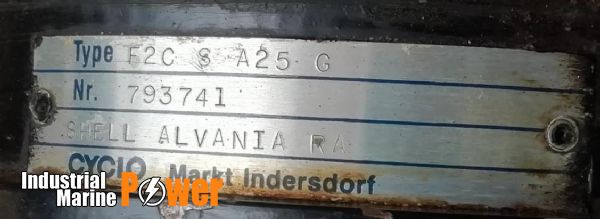 Type F2C S A25 G
Nr. 793741
SHELL ALVANIA RA
CYCLO Markt Indersdorf
Industrial
Marine Power